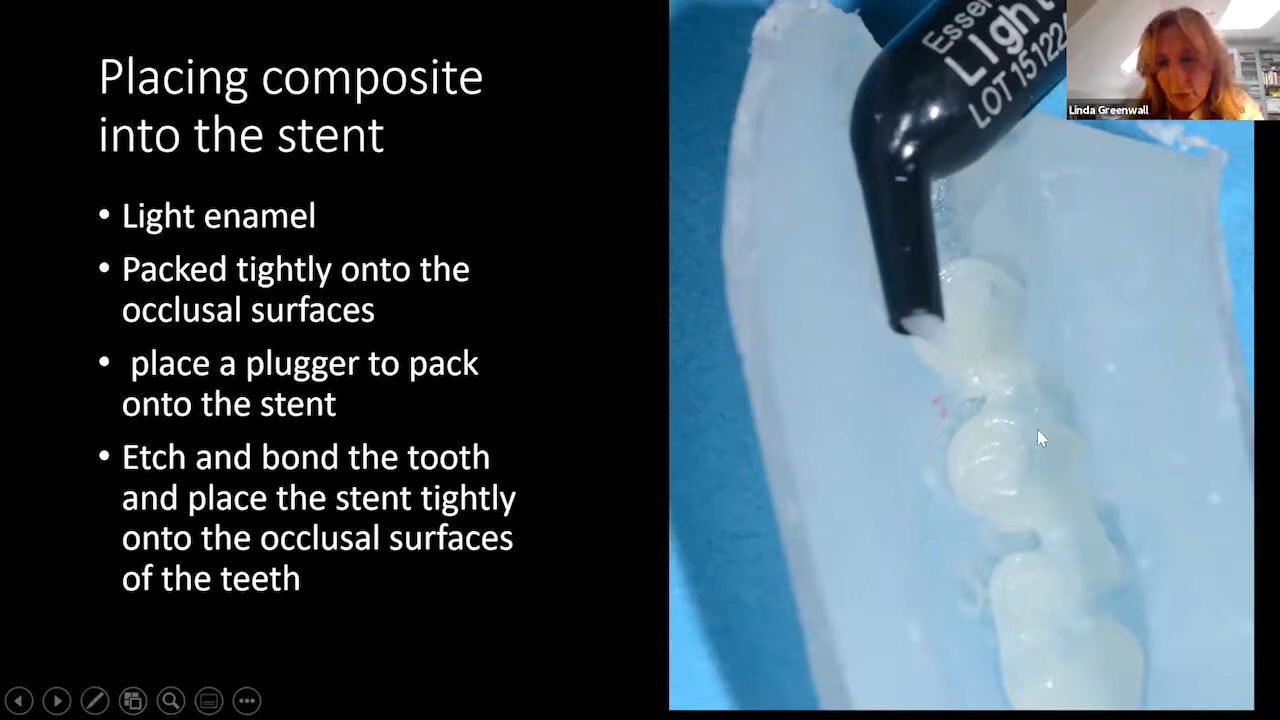 Placing composite
into the stent
• Light enamel
• Packed tightly onto the
occlusal surfaces
• place a plugger to pack
onto the stent
• Etch and bond the tooth
and place the stent tightly
onto the occlusal surfaces
of the teeth
Light
LOT
Linda Greenwall